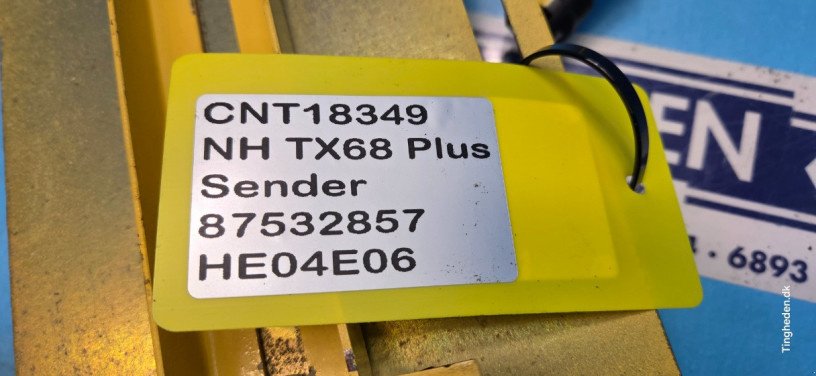 CNT18349
NH TX68 Plus
Sender
87532857
HE04E06
EN
· 6893
Tingheden.dk